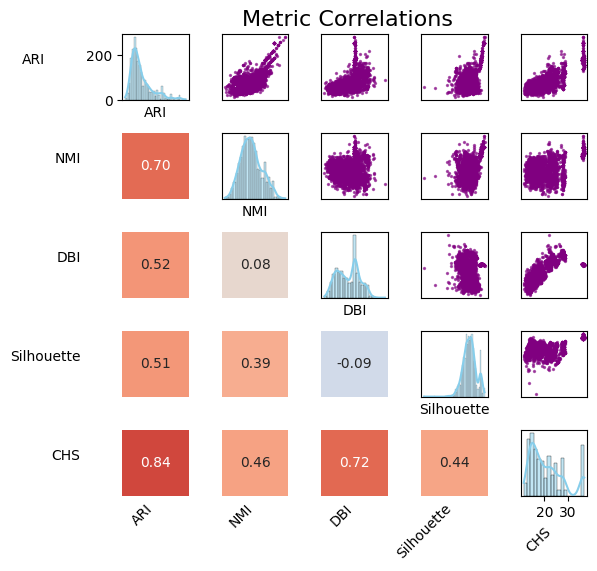 Metric Correlations
ARI
200
0
ARI
NMI
0.70
NMI
DBI
0.52 0.08
DBI
Silhouette
0.51 0.39 -0.09
Silhouette
CHS
0.84 0.46 0.72 0.44
20 30
ARI NMI DBI Silhouette CHS